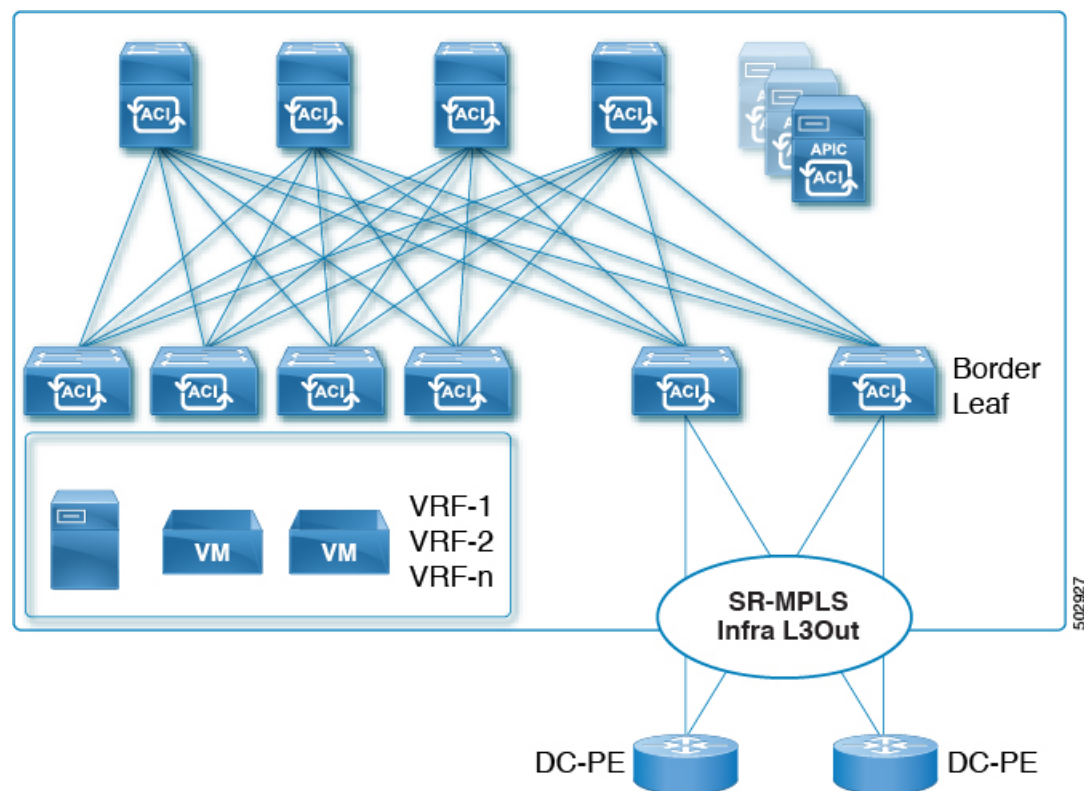 ACI
ACI
ACI
ACI
APIC
ACI
ACI
ACI
ACI
ACI
ACI
ACI
Border
Leaf
VM
VM
VRF-1
VRF-2
VRF-n
SR-MPLS
Infra L3Out
502927
DC-PE
DC-PE